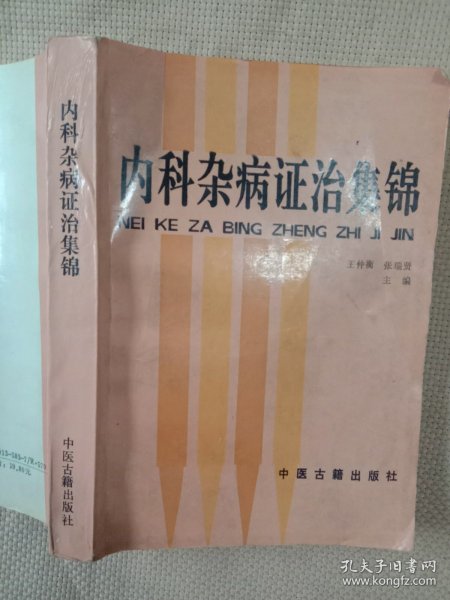 内科杂病证治集锦
内科杂病证治集锦
NEI KE ZA BING ZHENG ZHI JI JIN
王仲衡 张瑞贤
主编
中医古籍出版社
中医古籍出版社
孔夫子旧书网
www.kongfz.com